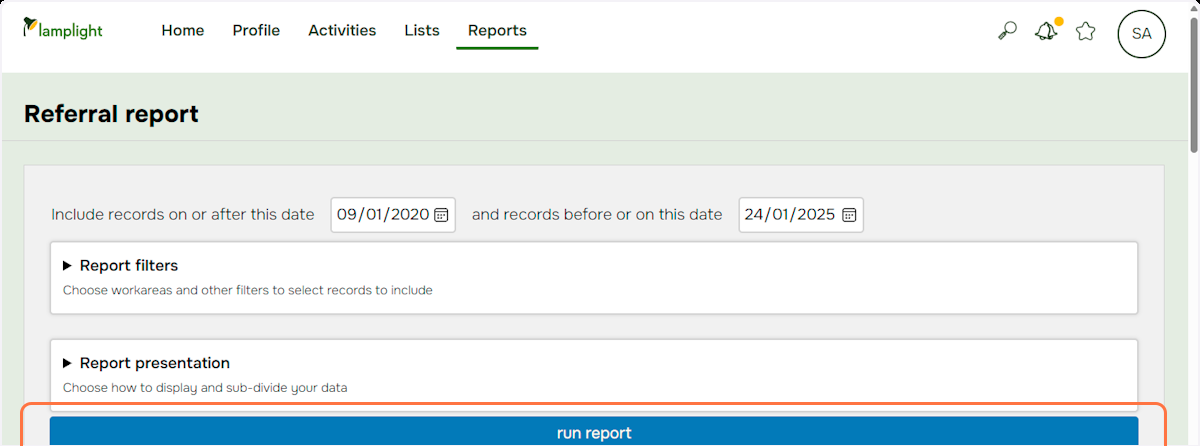 lamplight Home Profile Activities Lists Reports SA
Referral report
Include records on or after this date 09/01/2020 and records before or on this date 24/01/2025
Report filters
Choose workareas and other filters to select records to include
Report presentation
Choose how to display and sub-divide your data
run report